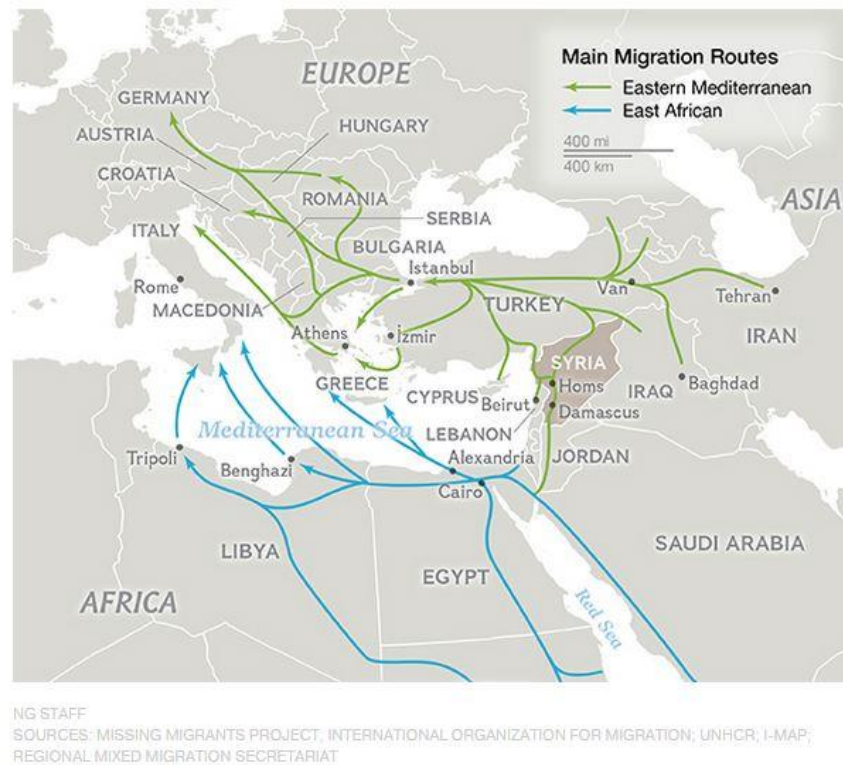 Main Migration Routes
Eastern Mediterranean
East African
400 mi
400 km
EUROPE
GERMANY
AUSTRIA
HUNGARY
CROATIA
ROMANIA
ASIA
SERBIA
ITALY
BULGARIA
Istanbul
Rome
Van
Tehran
MACEDONIA
TURKEY
Athens
İzmir
IRAN
SYRIA
GREECE
CYPRUS
Homs
IRAQ
Baghdad
Beirut
Damascus
Mediterranean Sea
LEBANON
Tripoli
Alexandria
JORDAN
Benghazi
Cairo
LIBYA
SAUDI ARABIA
EGYPT
AFRICA
Red Sea
NG STAFF
SOURCES: MISSING MIGRANTS PROJECT, INTERNATIONAL ORGANIZATION FOR MIGRATION; UNHCR; I-MAP;
REGIONAL MIXED MIGRATION SECRETARIAT